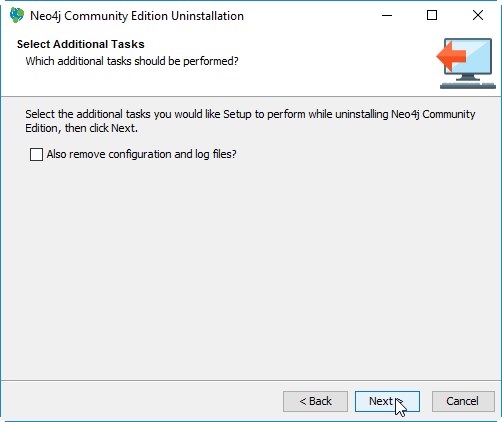 Neo4j Community Edition Uninstallation
Select Additional Tasks
Which additional tasks should be performed?
Select the additional tasks you would like Setup to perform while uninstalling Neo4j Community
Edition, then click Next.
Also remove configuration and log files?
< Back Next > Cancel